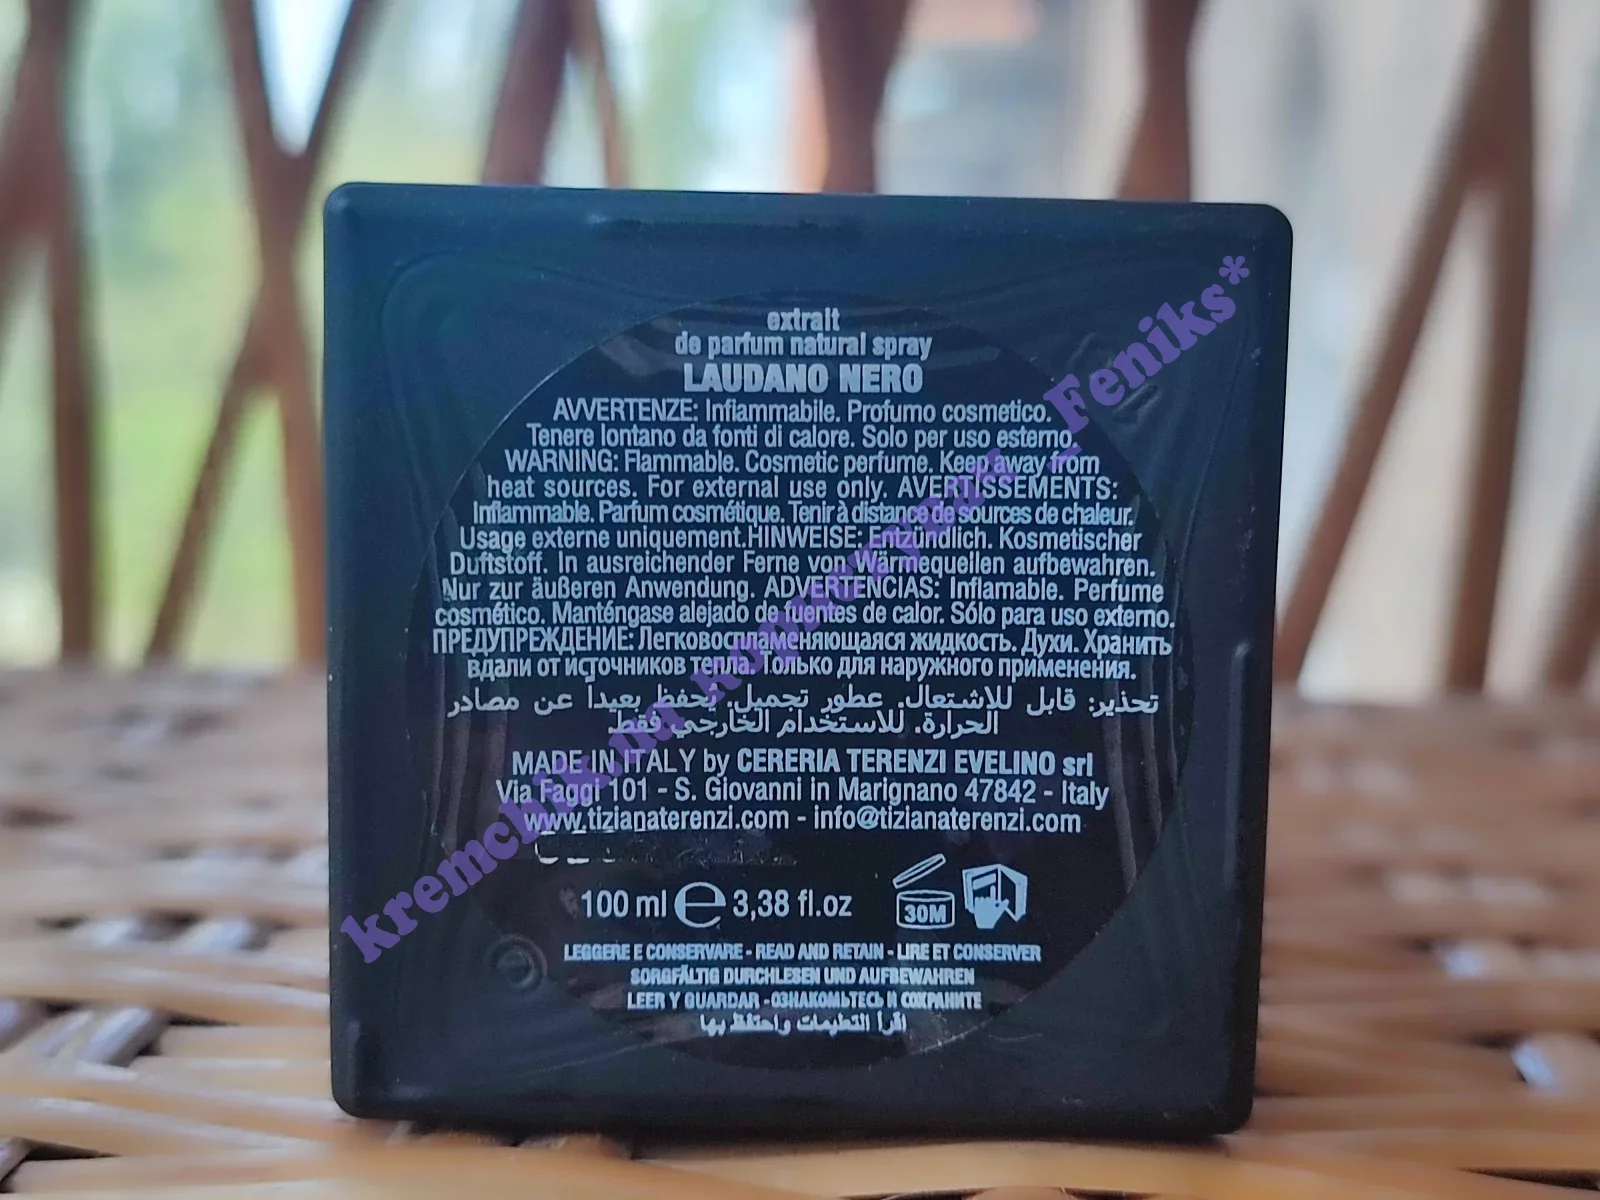 extrait
de parfum natural spray
LAUDANO NERO
AVVERTENZE: Infiammabile. Profumo cosmetico.
Tenere lontano da fonti di calore. Solo per uso esterno.
WARNING: Flammable. Cosmetic perfume. Keep away from
heat sources. For external use only. AVERTISSEMENTS:
Inflammable. Parfum cosmétique. Tenir à distance de sources de chaleur.
Usage externe uniquement.HINWEISE: Entzündlich. Kosmetischer
Duftstoff. In ausreichender Ferne von Wärmequellen aufbewahren.
Nur zur äußeren Anwendung. ADVERTENCIAS: Inflamable. Perfume
cosmético. Manténgase alejado de fuentes de calor. Sólo para uso externo.
ПРЕДУПРЕЖДЕНИЕ: Легковоспламеняющаяся жидкость. Духи. Хранить
вдали от источников тепла. Только для наружного применения.
تحذير: قابل للاشتعال. عطور تجميل. يُحفظ بعيداً عن مصادر
الحرارة. للاستخدام الخارجي فقط
MADE IN ITALY by CERERIA TERENZI EVELINO srl
Via Faggi 101 - S. Giovanni in Marignano 47842 - Italy
www.tizianaterenzi.com - info@tizianaterenzi.com
100 ml e 3,38 fl.oz
30M
LEGGERE E CONSERVARE - READ AND RETAIN - LIRE ET CONSERVER
SORGFÄLTIG DURCHLESEN UND AUFBEWAHREN
LEER Y GUARDAR - ОЗНАКОМЬТЕСЬ И СОХРАНИТЕ
اقرأ التعليمات واحتفظ بها
Feniks*